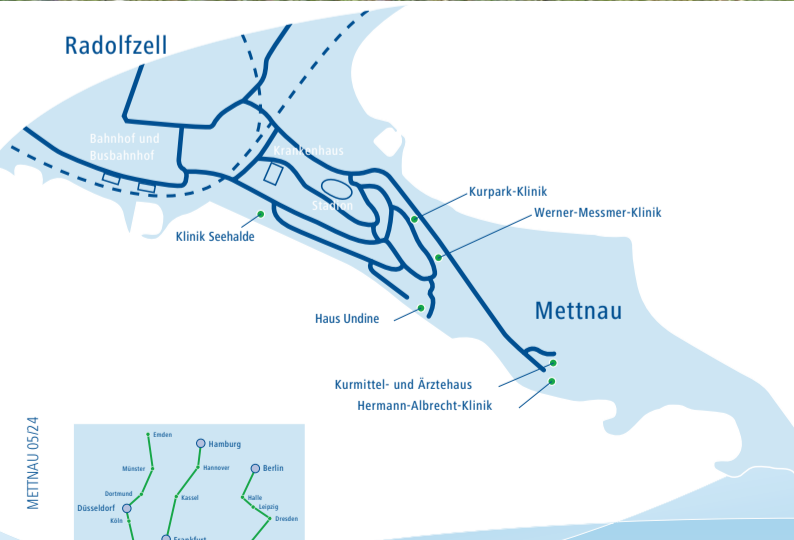 Radolfzell
Bahnhof und
Busbahnhof
Krankenhaus
Stadion
Kurpark-Klinik
Werner-Messmer-Klinik
Klinik Seehalde
Mettnau
Haus Undine
Kurmittel- und Ärztehaus
Hermann-Albrecht-Klinik
METTNAU 05/24
Emden
Hamburg
Münster
Hannover
Berlin
Dortmund
Kassel
Halle
Düsseldorf
Leipzig
Köln
Dresden
Frankfurt